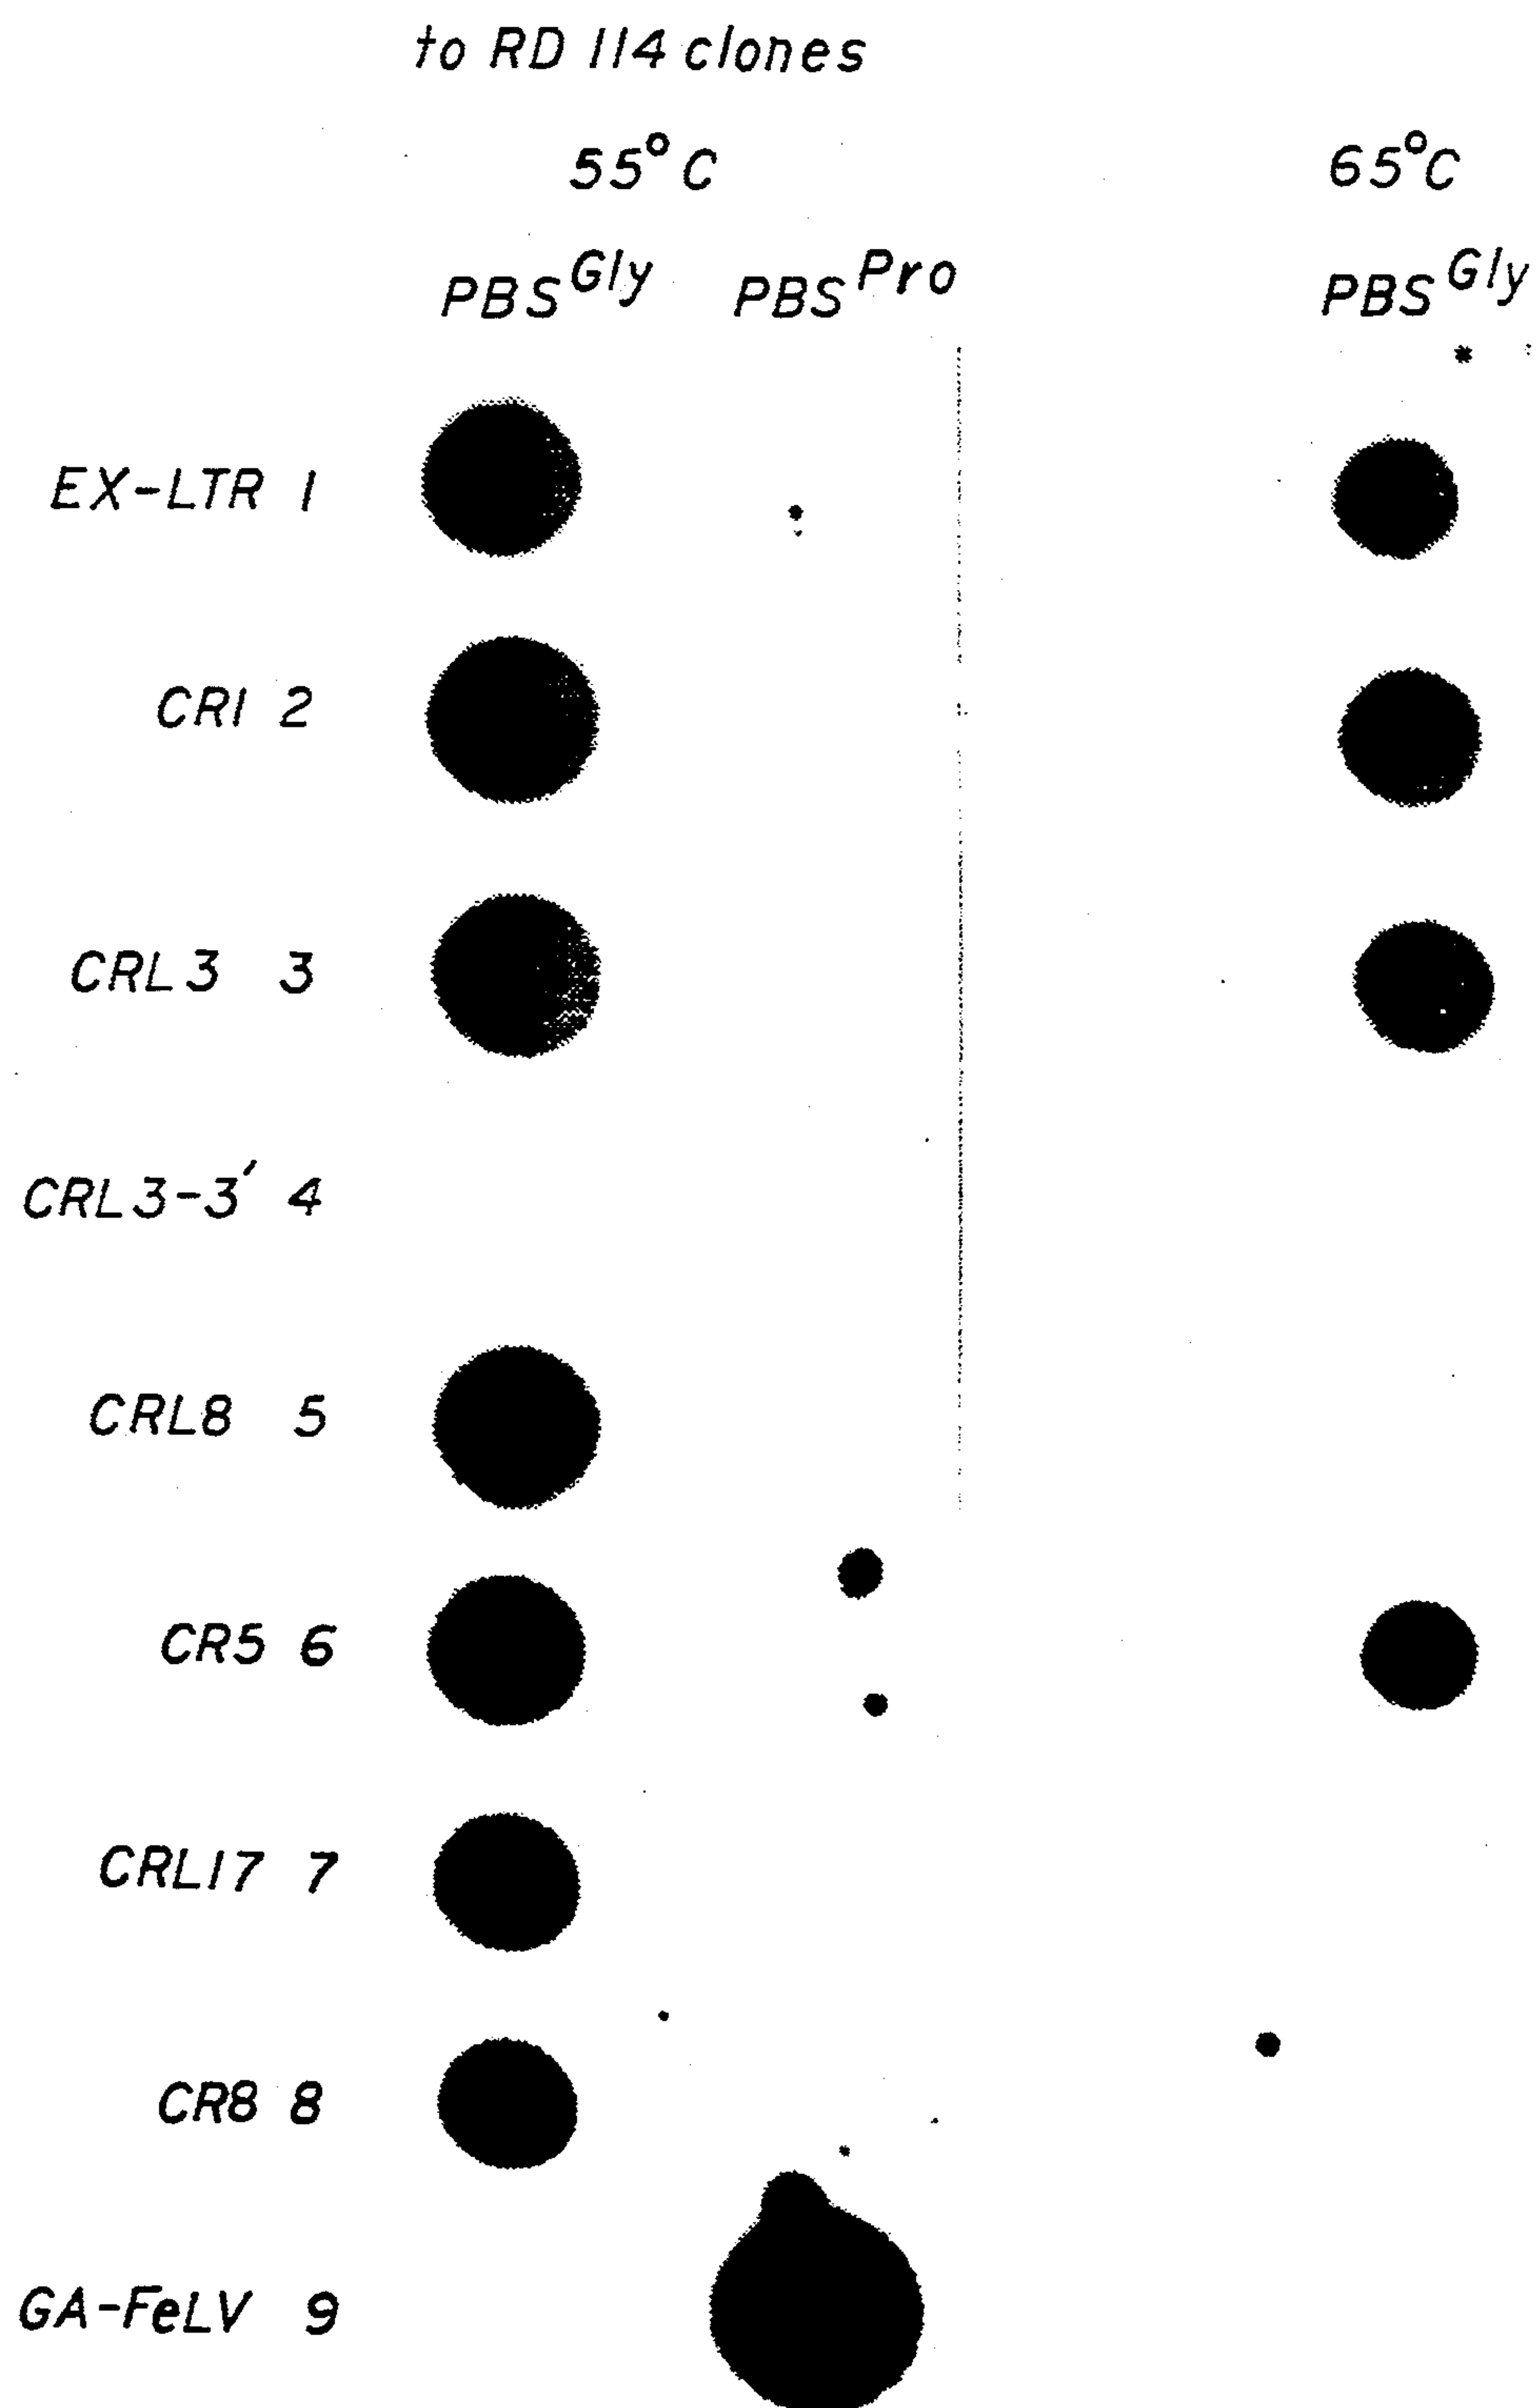 to RD 114 clones
55°C 65°C
PBS^Gly PBS^Pro PBS^Gly
EX-LTR 1
CR1 2
CRL3 3
CRL3-3' 4
CRL8 5
CR5 6
CRL17 7
CR8 8
GA-FeLV 9